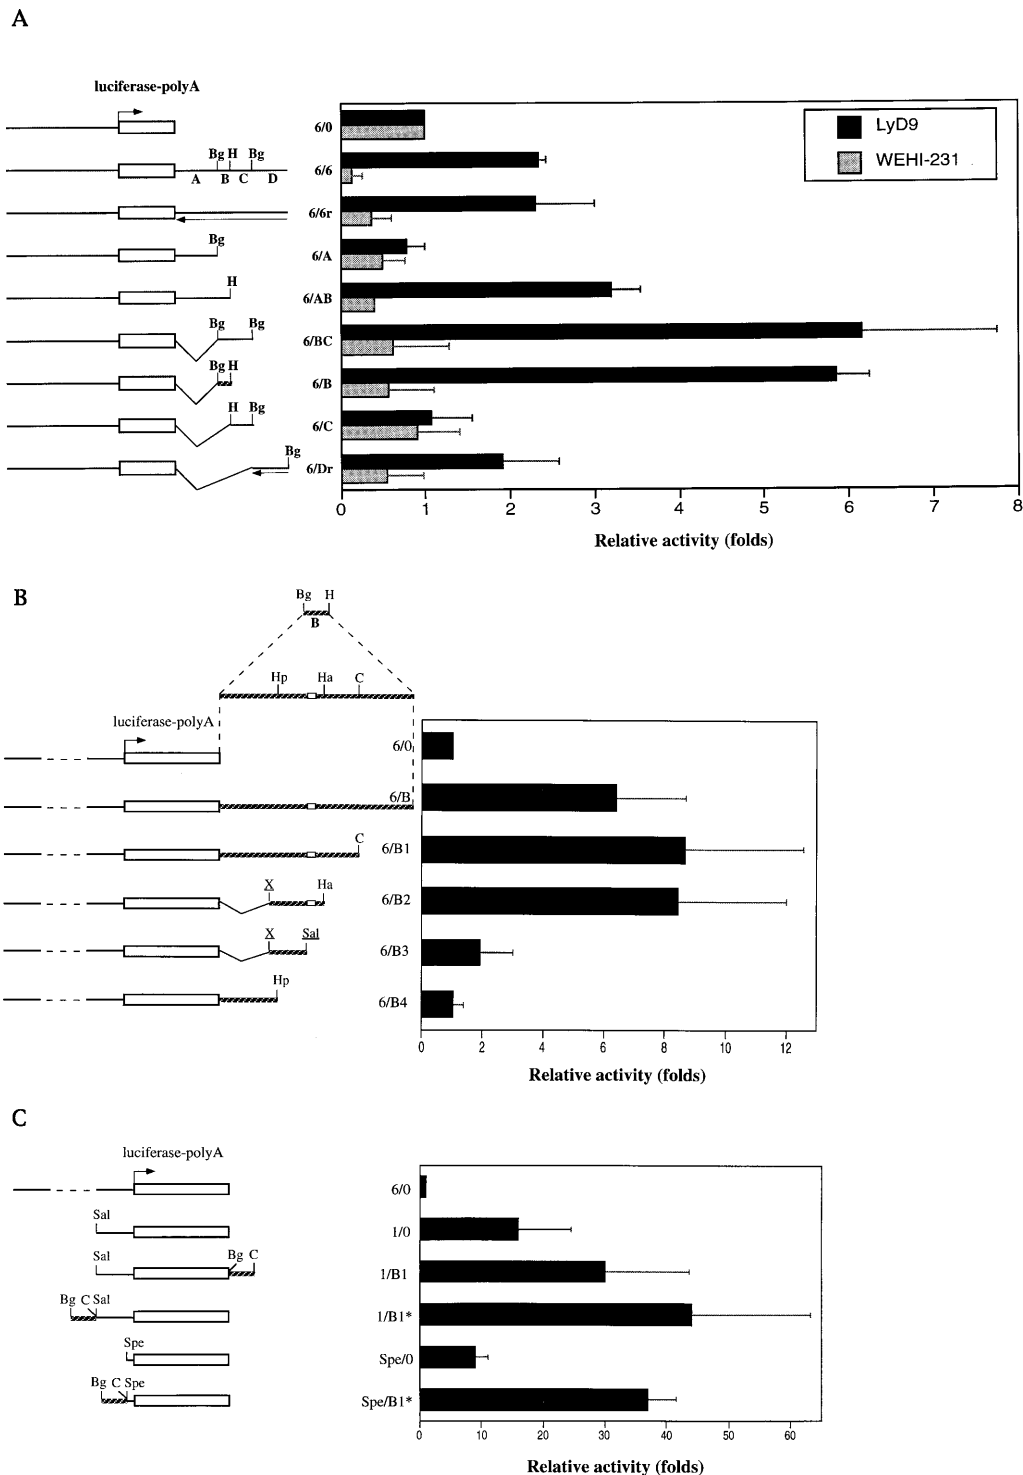 A
luciferase-polyA
6/0
LyD9
WEHI-231
Bg H Bg
A B C D
6/6
6/6r
Bg
6/A
H
6/AB
Bg Bg
6/BC
Bg H
6/B
H Bg
6/C
Bg
6/Dr
0 1 2 3 4 5 6 7 8
Relative activity (folds)
B
Bg H
B
Hp Ha C
luciferase-polyA
6/0
6/B
C
6/B1
X Ha
6/B2
X Sal
6/B3
Hp
6/B4
0 2 4 6 8 10 12
Relative activity (folds)
C
luciferase-polyA
6/0
Sal
1/0
Sal Bg C
1/B1
Bg C Sal
1/B1*
Spe
Spe/0
Bg C Spe
Spe/B1*
0 10 20 30 40 50 60
Relative activity (folds)